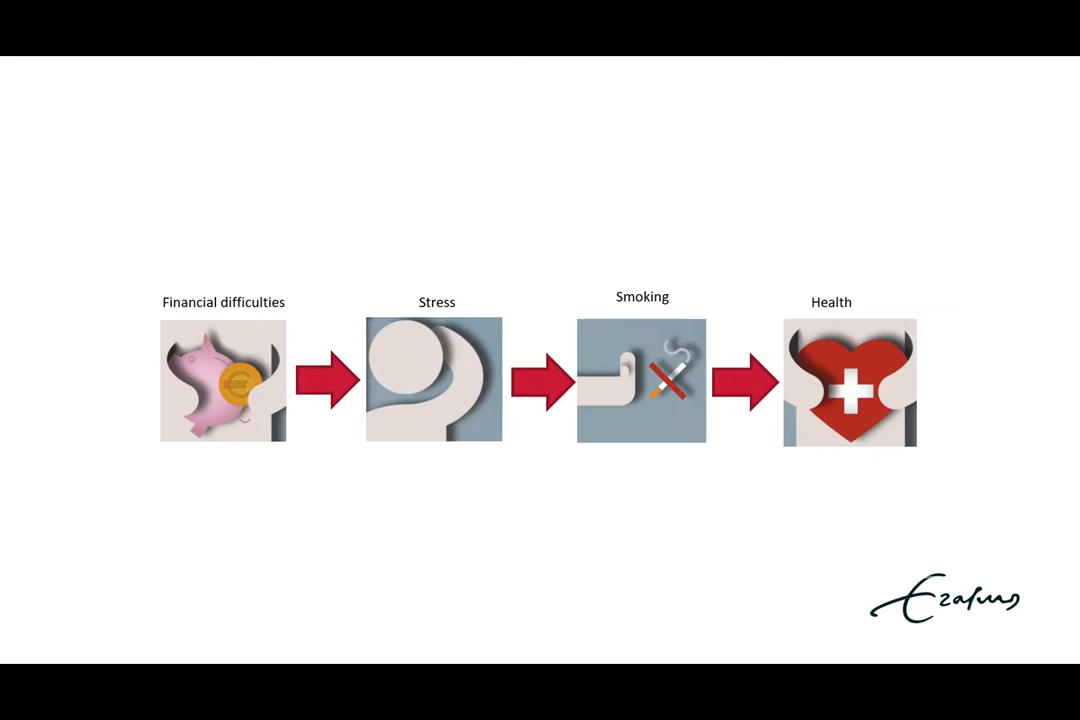 Financial difficulties
Stress
Smoking
Health
Erasmus